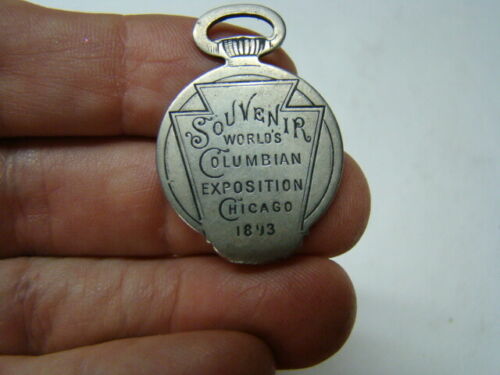 SOUVENIR
WORLD'S
COLUMBIAN
EXPOSITION
CHICAGO
1893